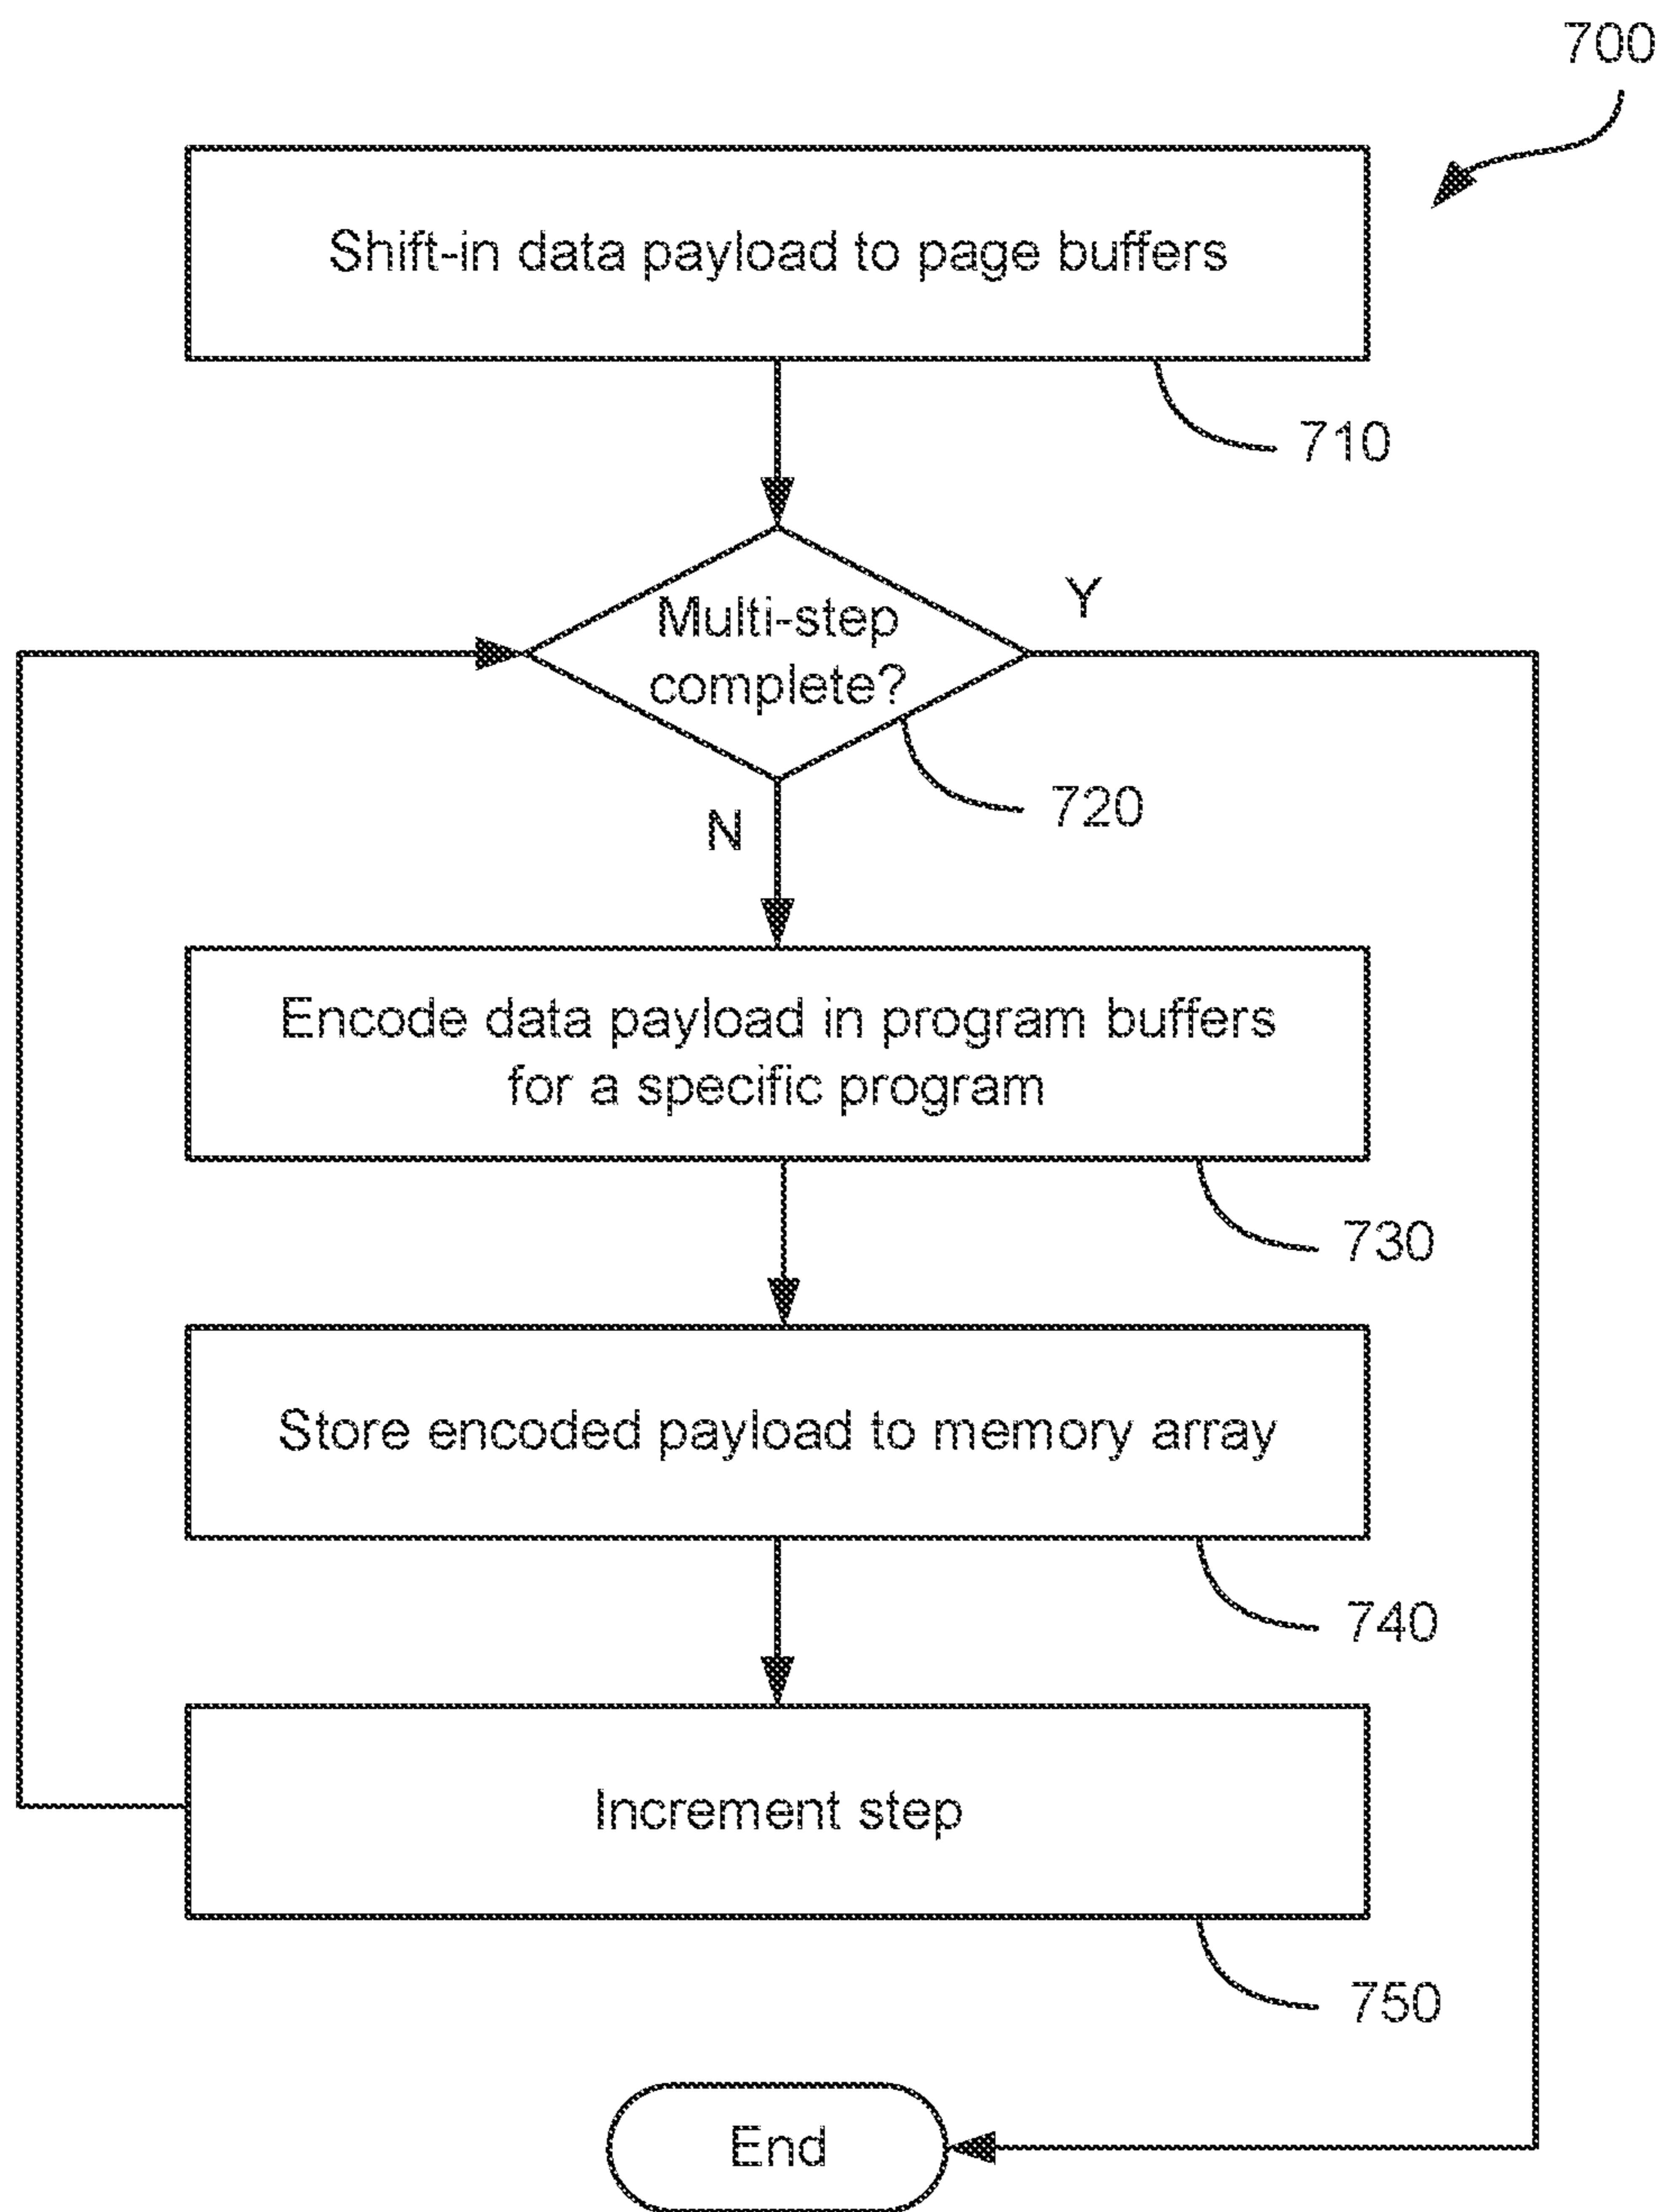 700
Shift-in data payload to page buffers
710
Multi-step
complete?
Y
720
N
Encode data payload in program buffers
for a specific program
730
Store encoded payload to memory array
740
Increment step
750
End